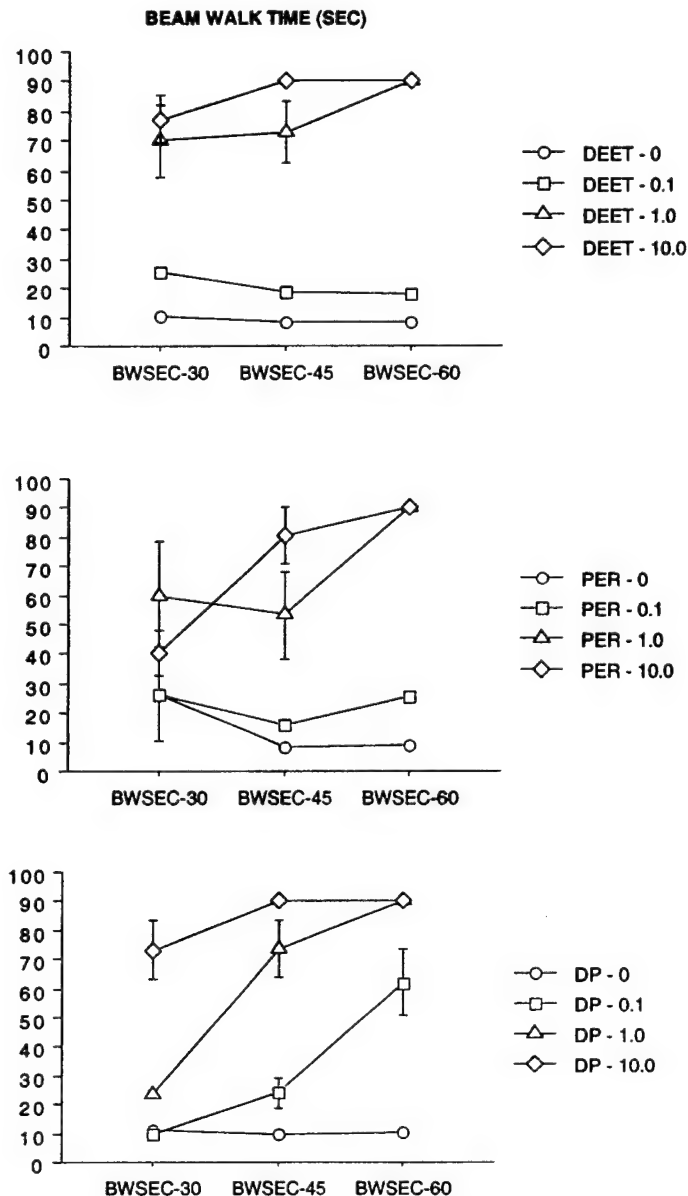 BEAM WALK TIME (SEC)
100
90
80
70
60
50
40
30
20
10
0
BWSEC-30 BWSEC-45 BWSEC-60
DEET - 0
DEET - 0.1
DEET - 1.0
DEET - 10.0
100
90
80
70
60
50
40
30
20
10
0
BWSEC-30 BWSEC-45 BWSEC-60
PER - 0
PER - 0.1
PER - 1.0
PER - 10.0
100
90
80
70
60
50
40
30
20
10
0
BWSEC-30 BWSEC-45 BWSEC-60
DP - 0
DP - 0.1
DP - 1.0
DP - 10.0